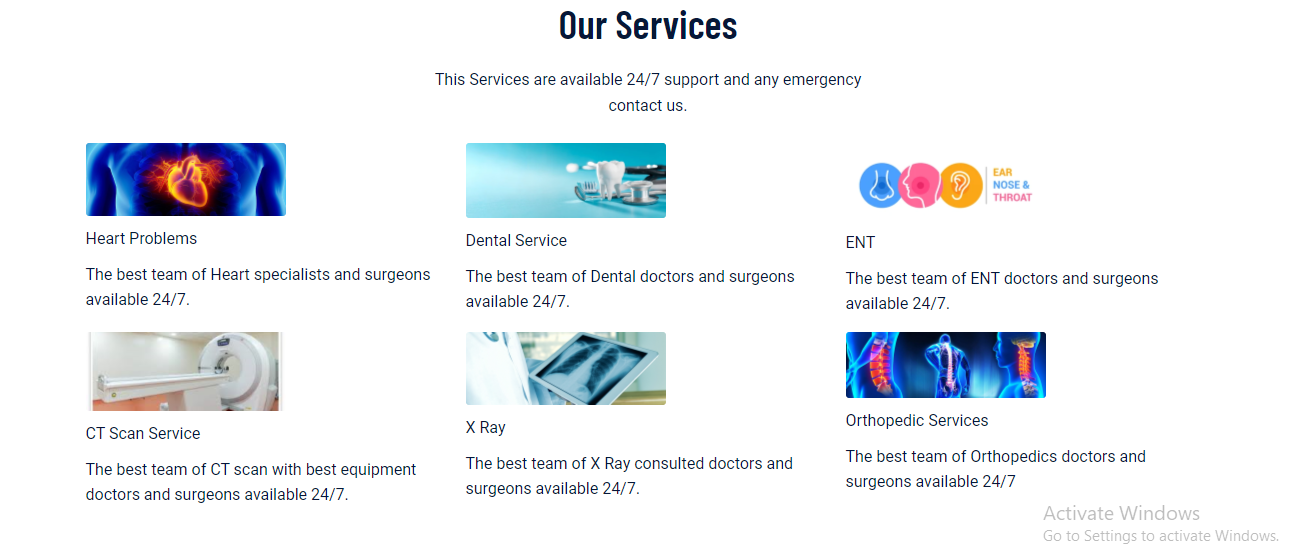 Our Services
This Services are available 24/7 support and any emergency
contact us.
EAR
NOSE &
THROAT
Heart Problems
The best team of Heart specialists and surgeons
available 24/7.
Dental Service
The best team of Dental doctors and surgeons
available 24/7.
ENT
The best team of ENT doctors and surgeons
available 24/7.
CT Scan Service
The best team of CT scan with best equipment
doctors and surgeons available 24/7.
X Ray
The best team of X Ray consulted doctors and
surgeons available 24/7.
Orthopedic Services
The best team of Orthopedics doctors and
surgeons available 24/7
Activate Windows
Go to Settings to activate Windows.